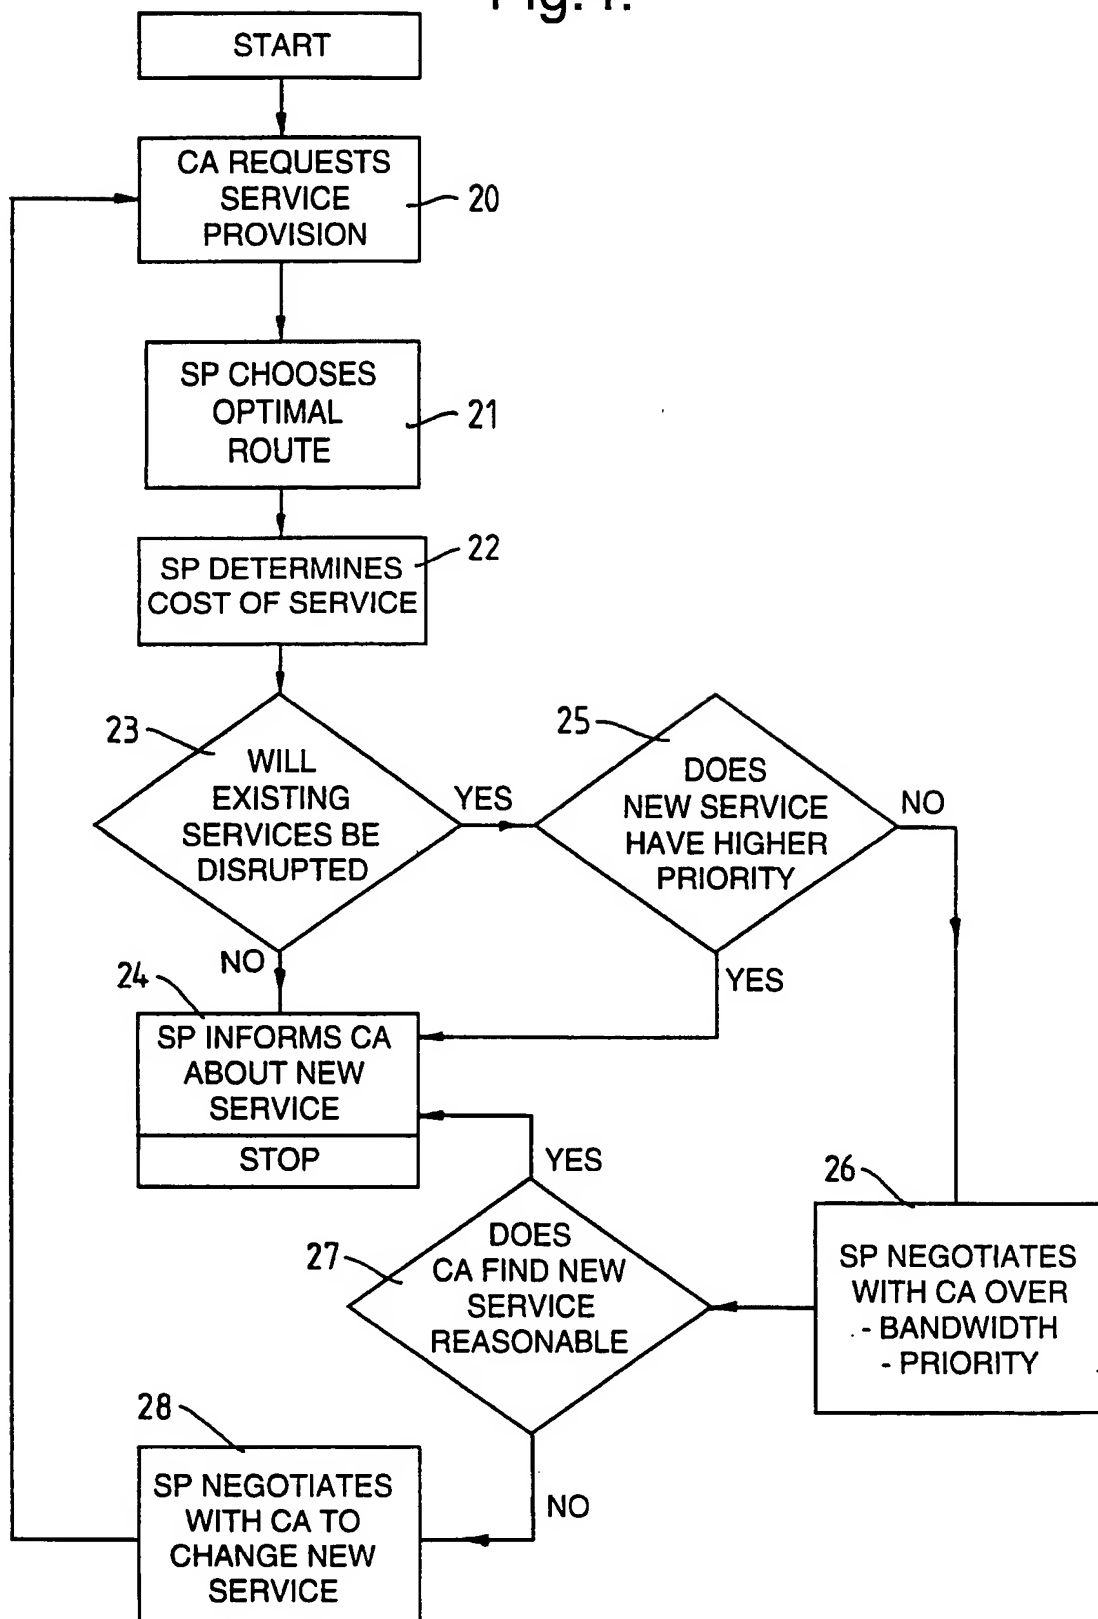 START
CA REQUESTS
SERVICE
PROVISION
20
SP CHOOSES
OPTIMAL
ROUTE
21
22
SP DETERMINES
COST OF SERVICE
23
WILL
EXISTING
SERVICES BE
DISRUPTED
YES
25
DOES
NEW SERVICE
HAVE HIGHER
PRIORITY
NO
NO
YES
24
SP INFORMS CA
ABOUT NEW
SERVICE
STOP
YES
26
SP NEGOTIATES
WITH CA OVER
- BANDWIDTH
- PRIORITY
27
DOES
CA FIND NEW
SERVICE
REASONABLE
NO
28
SP NEGOTIATES
WITH CA TO
CHANGE NEW
SERVICE